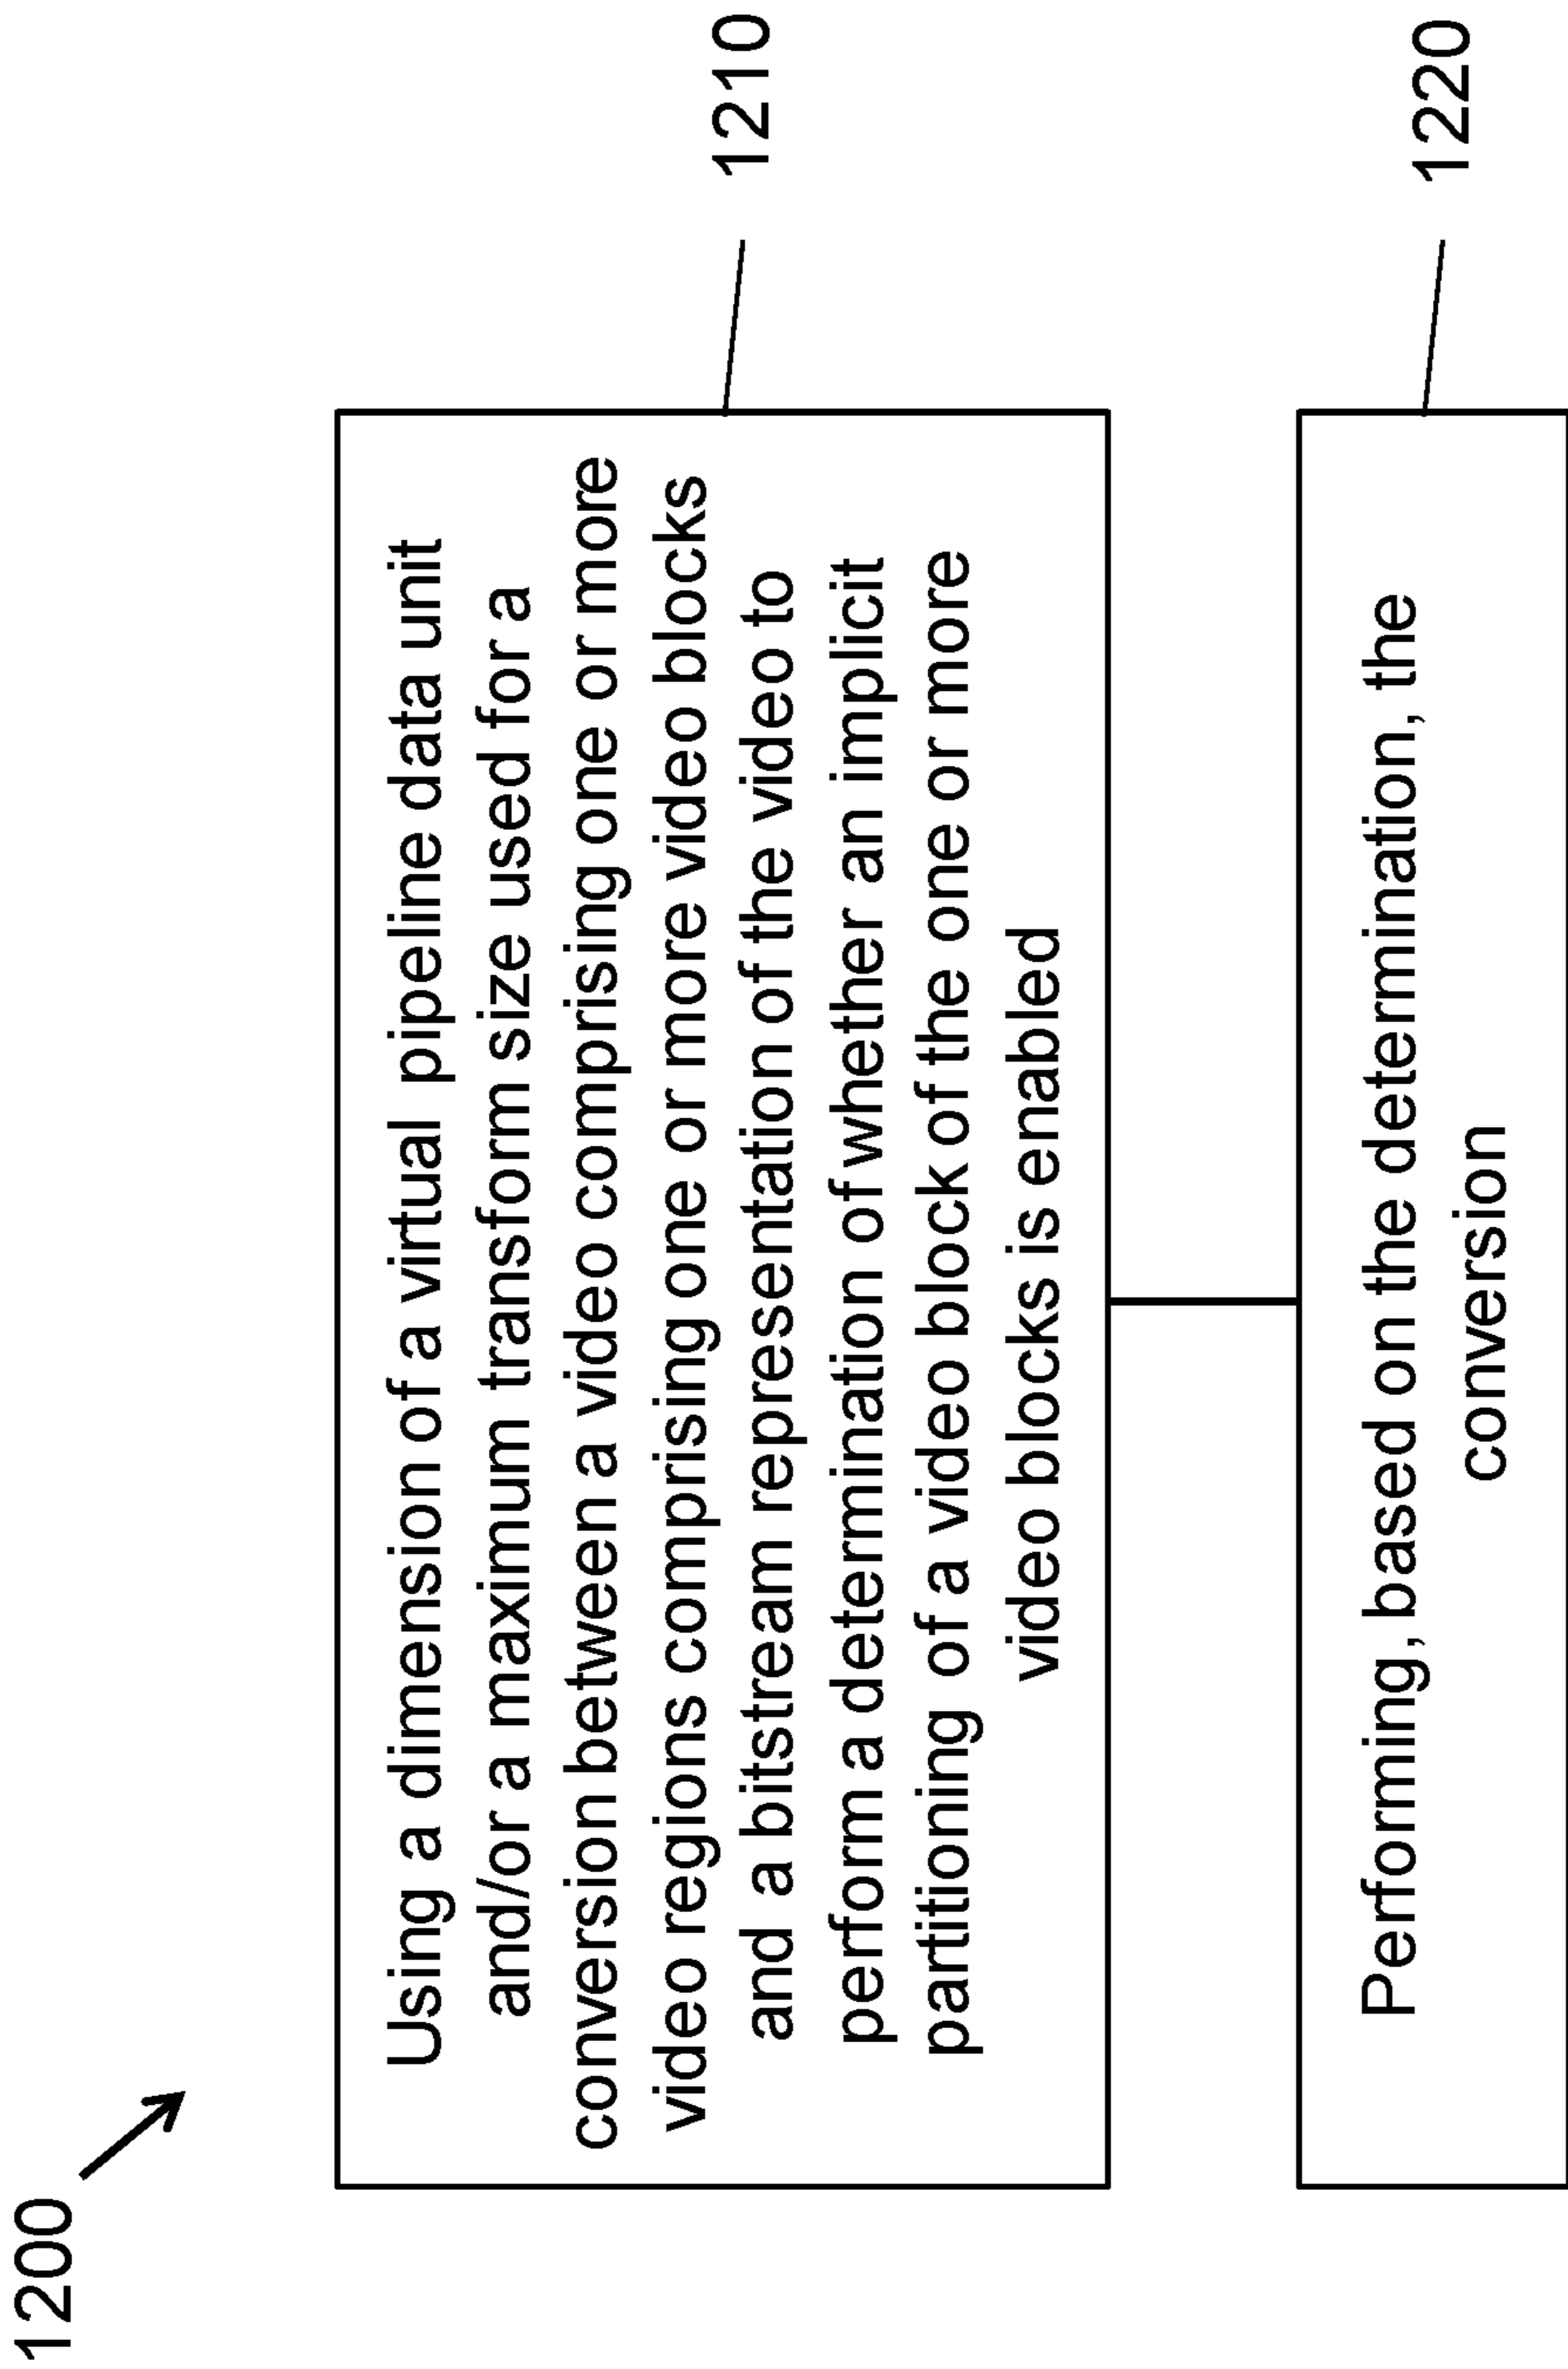 1200
Using a dimension of a virtual pipeline data unit
and/or a maximum transform size used for a
conversion between a video comprising one or more
video regions comprising one or more video blocks
and a bitstream representation of the video to
perform a determination of whether an implicit
partitioning of a video block of the one or more
video blocks is enabled
1210
Performing, based on the determination, the
conversion
1220